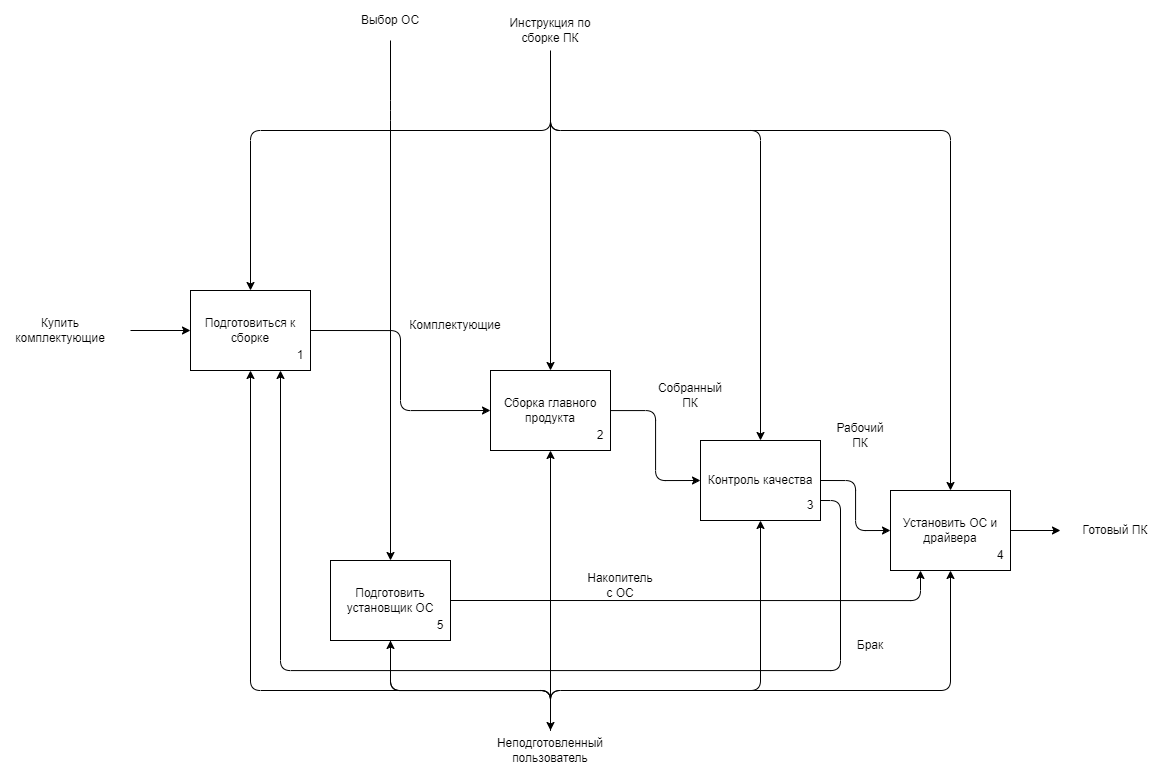 Выбор ОС
Инструкция по
сборке ПК
Купить
комплектующие
Подготовиться к
сборке
1
Комплектующие
Сборка главного
продукта
2
Собранный
ПК
Контроль качества
3
Рабочий
ПК
Установить ОС и
драйвера
4
Готовый ПК
Подготовить
установщик ОС
5
Накопитель
с ОС
Брак
Неподготовленный
пользователь